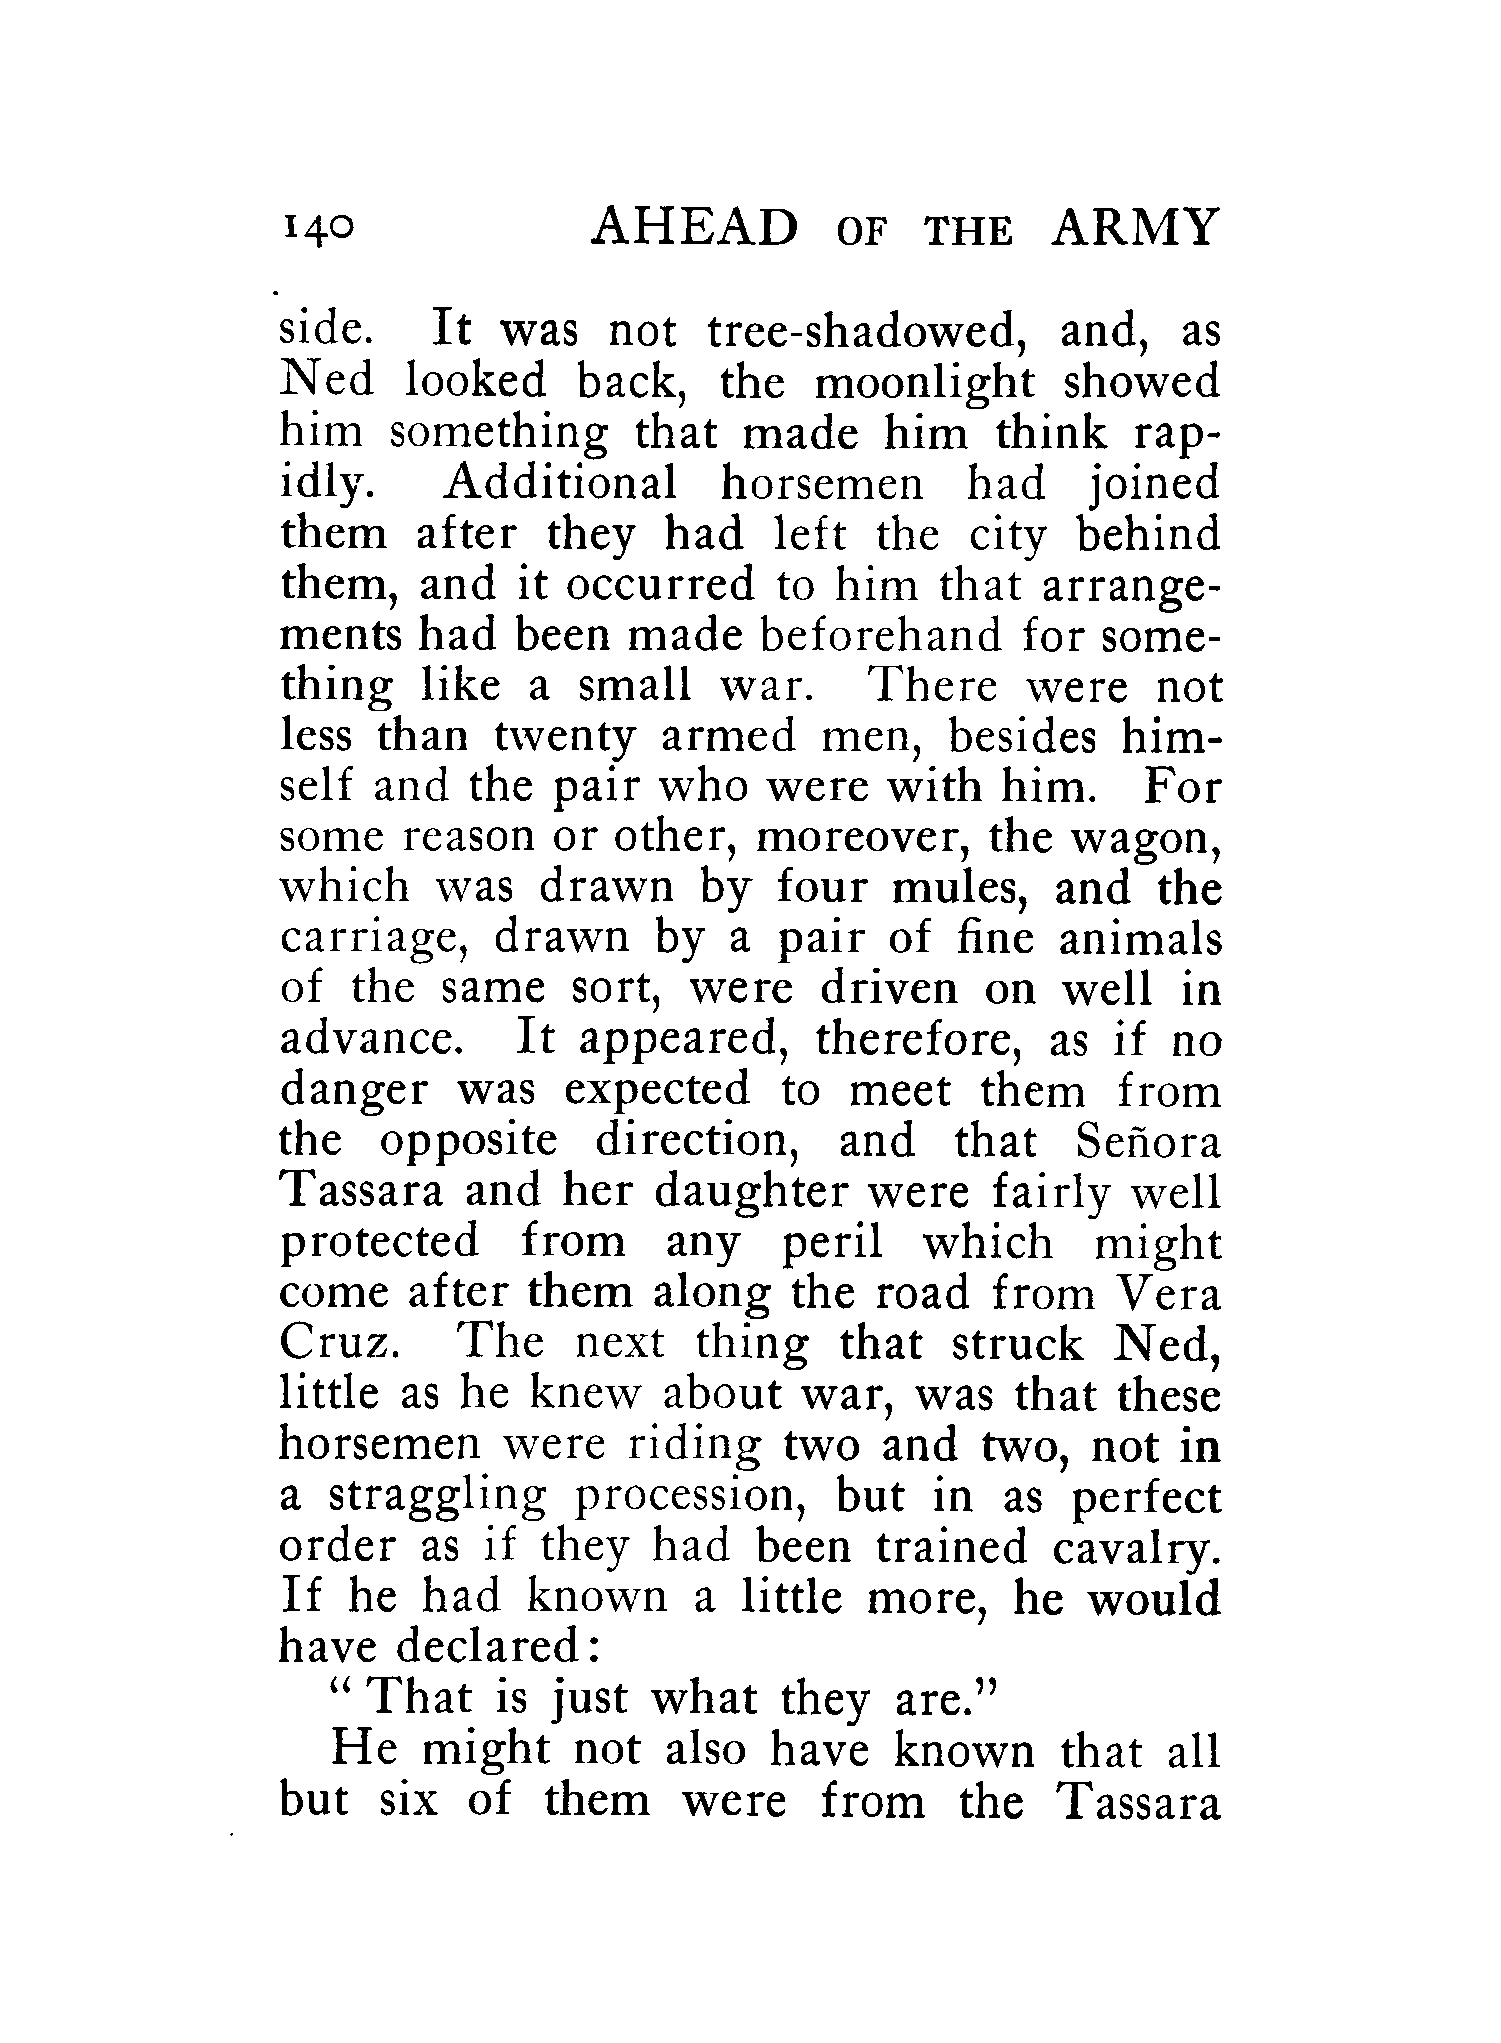 140 AHEAD OF THE ARMY
side. It was not tree-shadowed, and, as
Ned looked back, the moonlight showed
him something that made him think rap-
idly. Additional horsemen had joined
them after they had left the city behind
them, and it occurred to him that arrange-
ments had been made beforehand for some-
thing like a small war. There were not
less than twenty armed men, besides him-
self and the pair who were with him. For
some reason or other, moreover, the wagon,
which was drawn by four mules, and the
carriage, drawn by a pair of fine animals
of the same sort, were driven on well in
advance. It appeared, therefore, as if no
danger was expected to meet them from
the opposite direction, and that Señora
Tassara and her daughter were fairly well
protected from any peril which might
come after them along the road from Vera
Cruz. The next thing that struck Ned,
little as he knew about war, was that these
horsemen were riding two and two, not in
a straggling procession, but in as perfect
order as if they had been trained cavalry.
If he had known a little more, he would
have declared:
“ That is just what they are.”
He might not also have known that all
but six of them were from the Tassara